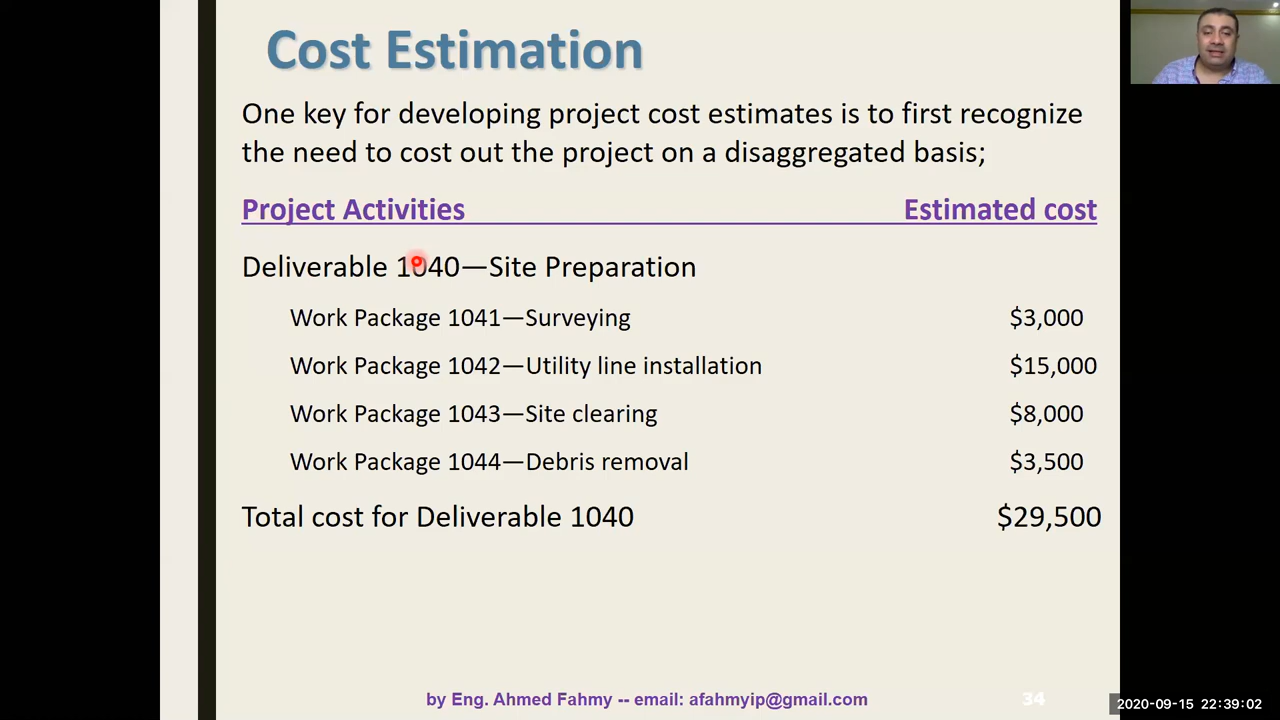 Cost Estimation
One key for developing project cost estimates is to first recognize
the need to cost out the project on a disaggregated basis;
Project Activities Estimated cost
Deliverable 1040—Site Preparation
Work Package 1041—Surveying $3,000
Work Package 1042—Utility line installation $15,000
Work Package 1043—Site clearing $8,000
Work Package 1044—Debris removal $3,500
Total cost for Deliverable 1040 $29,500
by Eng. Ahmed Fahmy -- email: afahmyip@gmail.com 34
2020-09-15 22:39:02